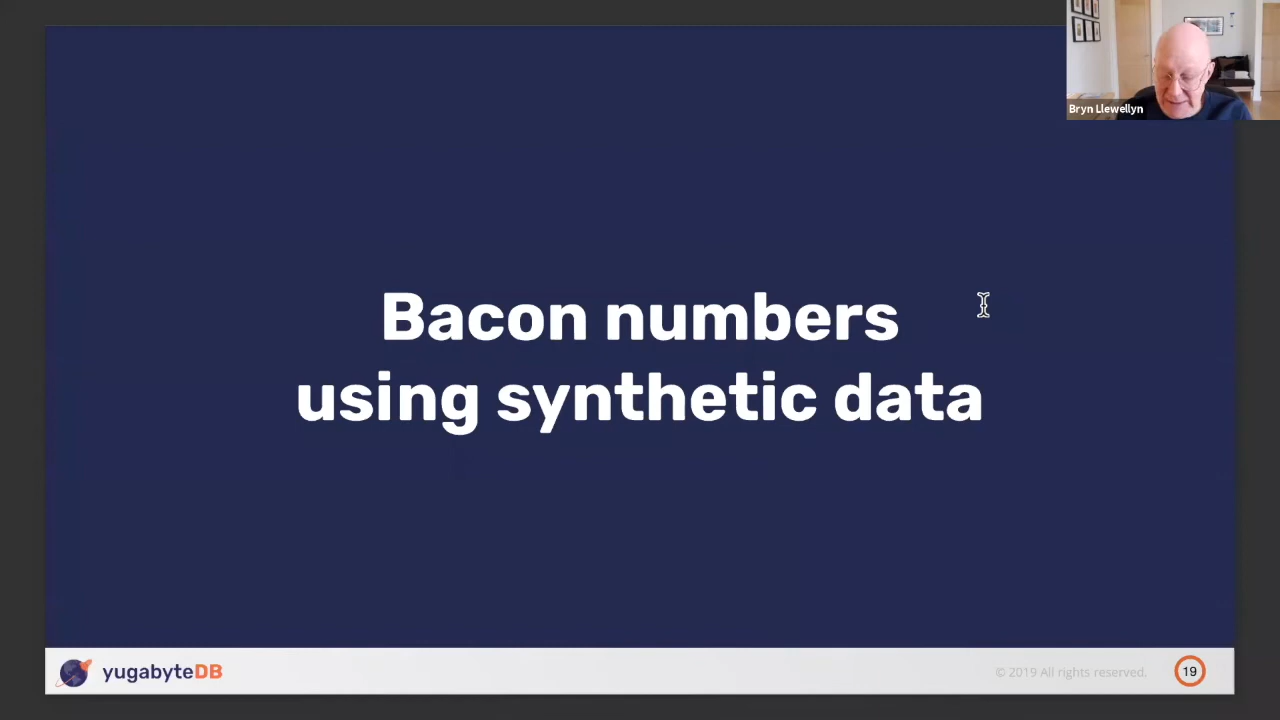 Bryn Llewellyn
Bacon numbers
using synthetic data
yugabyteDB
© 2019 All rights reserved.
19